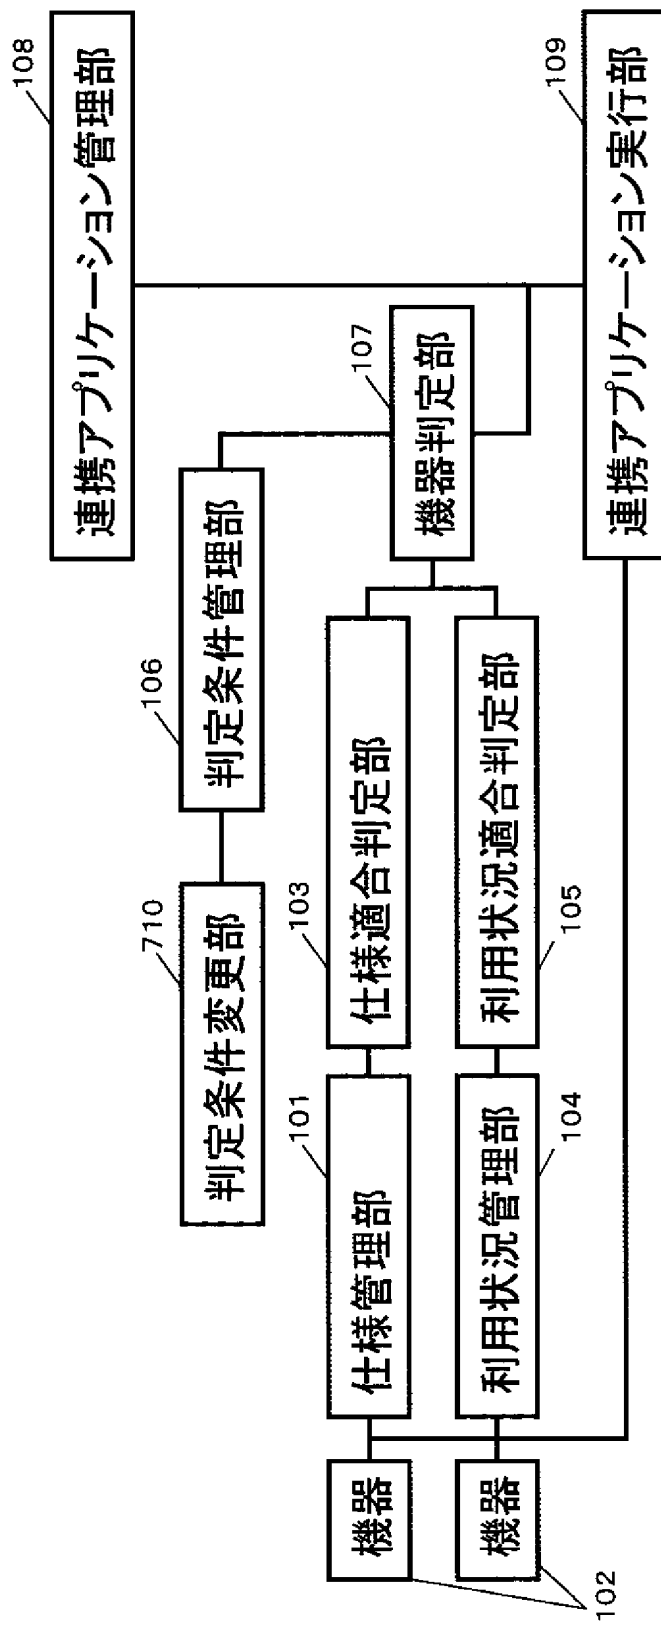 108
連携アプリケーション管理部
710
判定条件変更部
106
判定条件管理部
107
機器判定部
101
仕様管理部
103
仕様適合判定部
機器
機器
102
利用状況管理部
104
利用状況適合判定部
105
109
連携アプリケーション実行部